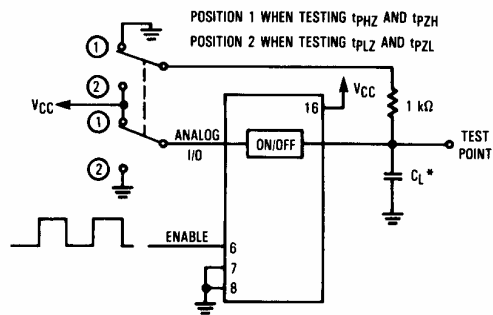 POSITION 1 WHEN TESTING tPHZ AND tPZH
POSITION 2 WHEN TESTING tPLZ AND tPZL
1
2
VCC
1
2
ANALOG
I/O
ON/OFF
16
VCC
1 kΩ
TEST
POINT
CL*
ENABLE
6
7
8